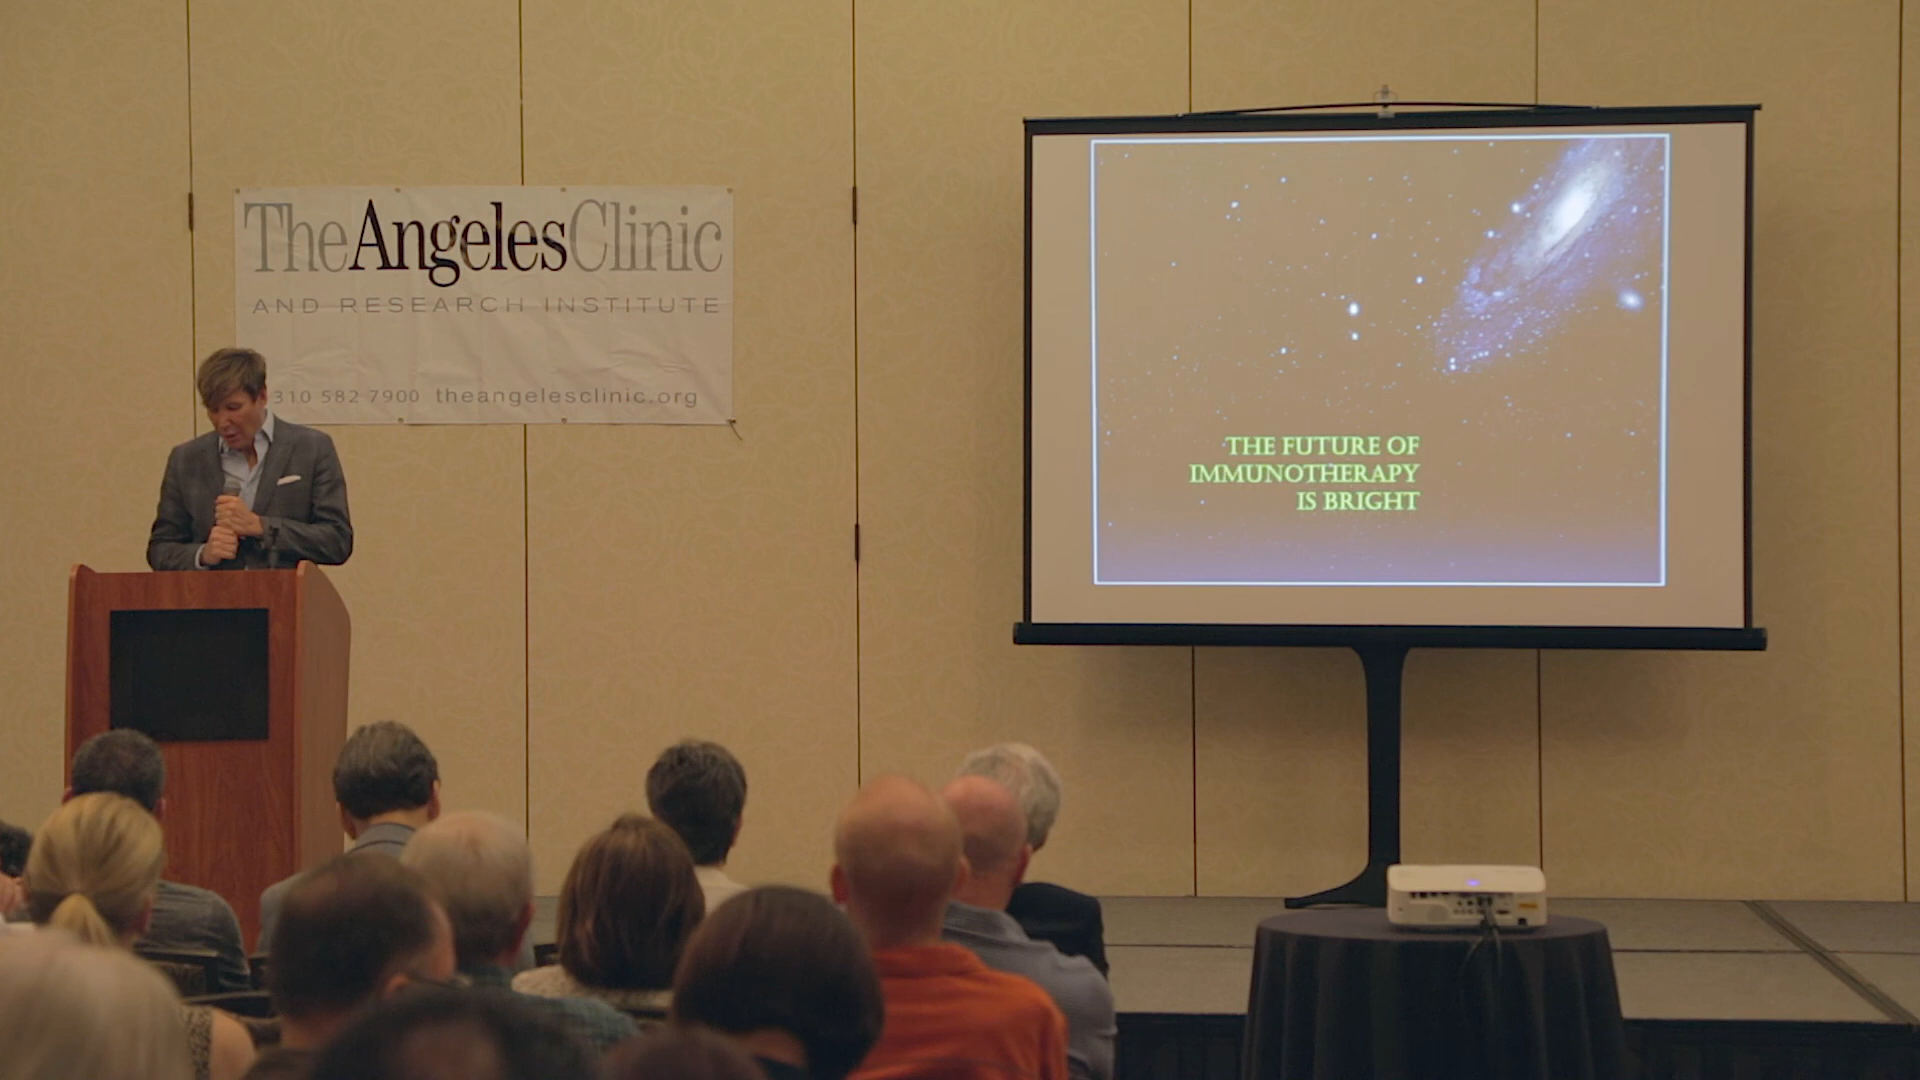 TheAngelesClinic
AND RESEARCH INSTITUTE
310 582 7900 theangelesclinic.org
THE FUTURE OF
IMMUNOTHERAPY
IS BRIGHT